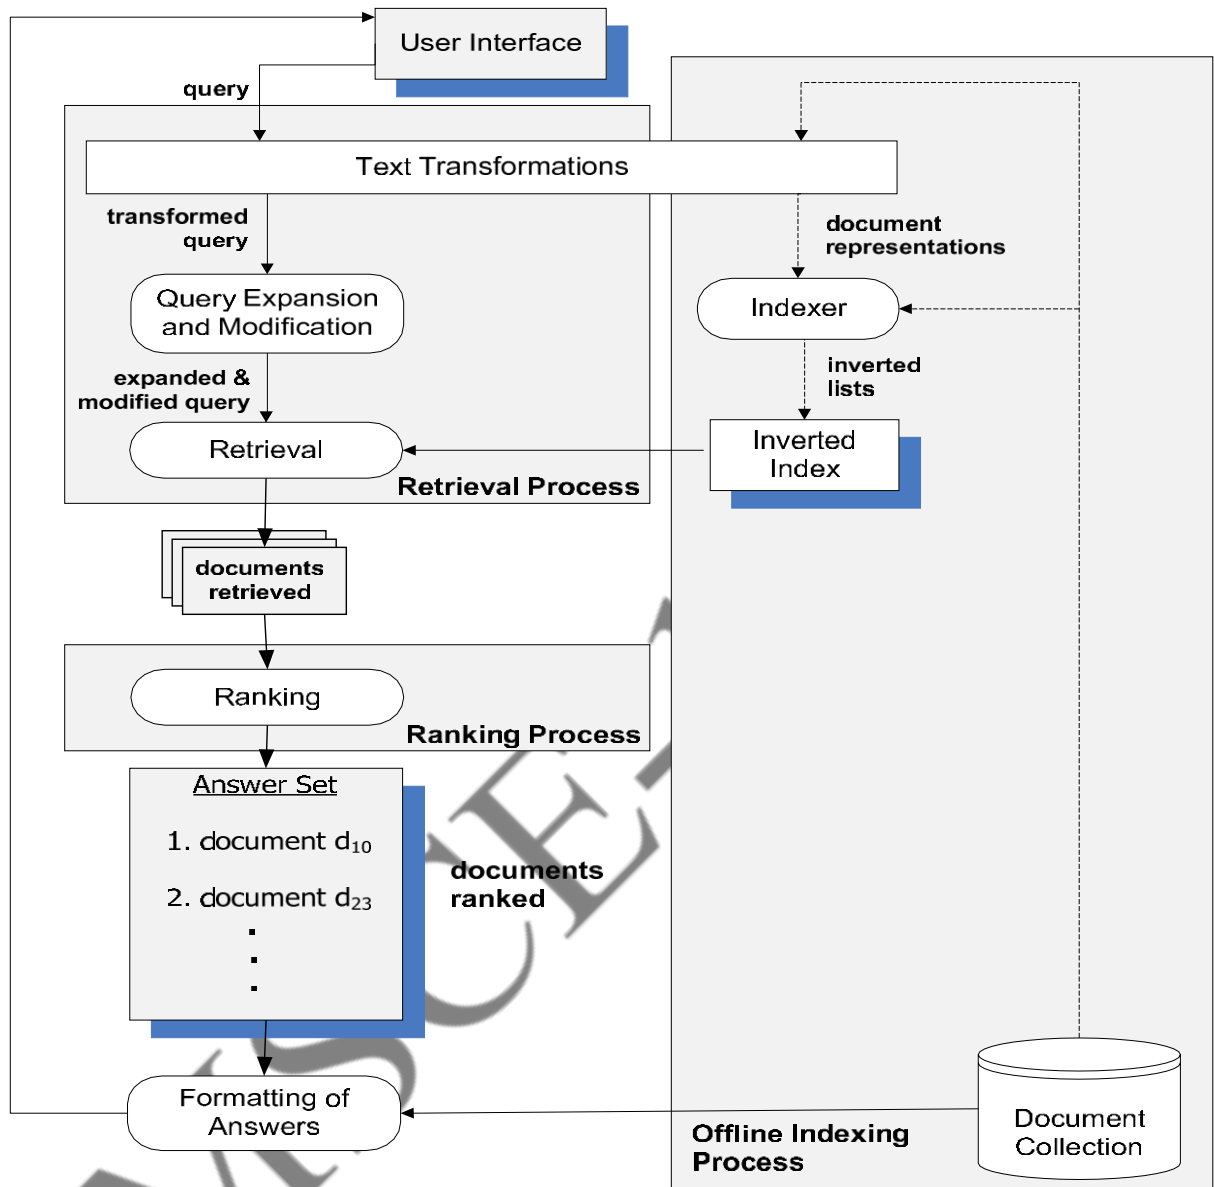 User Interface
query
Text Transformations
transformed
query
document
representations
Query Expansion
and Modification
Indexer
expanded &
modified query
inverted
lists
Retrieval
Inverted
Index
Retrieval Process
documents
retrieved
Ranking
Ranking Process
Answer Set
1. document d10
2. document d23
documents
ranked
Formatting of
Answers
Offline Indexing
Process
Document
Collection